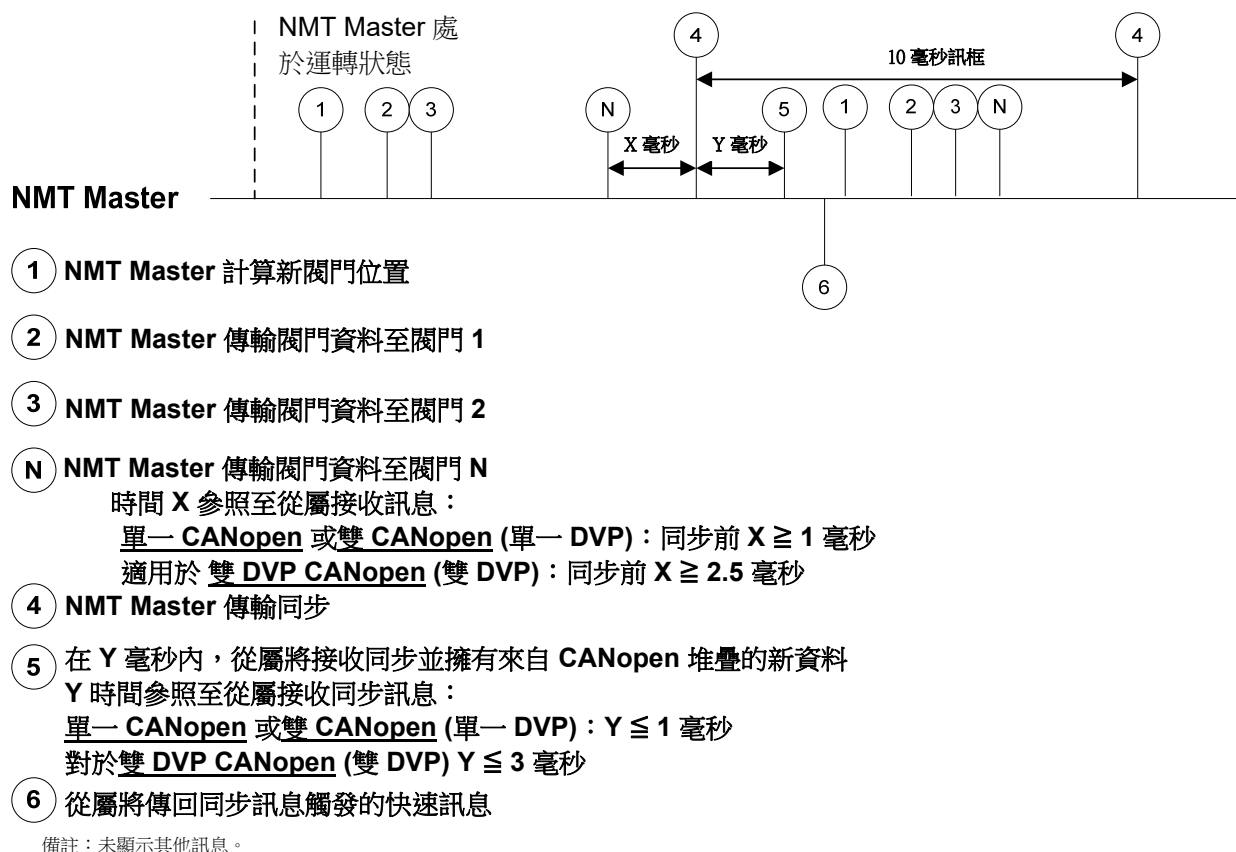 NMT Master 處
於運轉狀態
4
4
10 毫秒訊框
1
2
3
N
5
1
2
3
N
X 毫秒
Y 毫秒
NMT Master
6
1 NMT Master 計算新閥門位置
2 NMT Master 傳輸閥門資料至閥門 1
3 NMT Master 傳輸閥門資料至閥門 2
N NMT Master 傳輸閥門資料至閥門 N
時間 X 參照至從屬接收訊息：
單一 CANopen 或雙 CANopen (單一 DVP)：同步前 X ≧ 1 毫秒
適用於 雙 DVP CANopen (雙 DVP)：同步前 X ≧ 2.5 毫秒
4 NMT Master 傳輸同步
5 在 Y 毫秒內，從屬將接收同步並擁有來自 CANopen 堆疊的新資料
Y 時間參照至從屬接收同步訊息：
單一 CANopen 或雙 CANopen (單一 DVP)：Y ≦ 1 毫秒
對於雙 DVP CANopen (雙 DVP) Y ≦ 3 毫秒
6 從屬將傳回同步訊息觸發的快速訊息
備註：未顯示其他訊息。